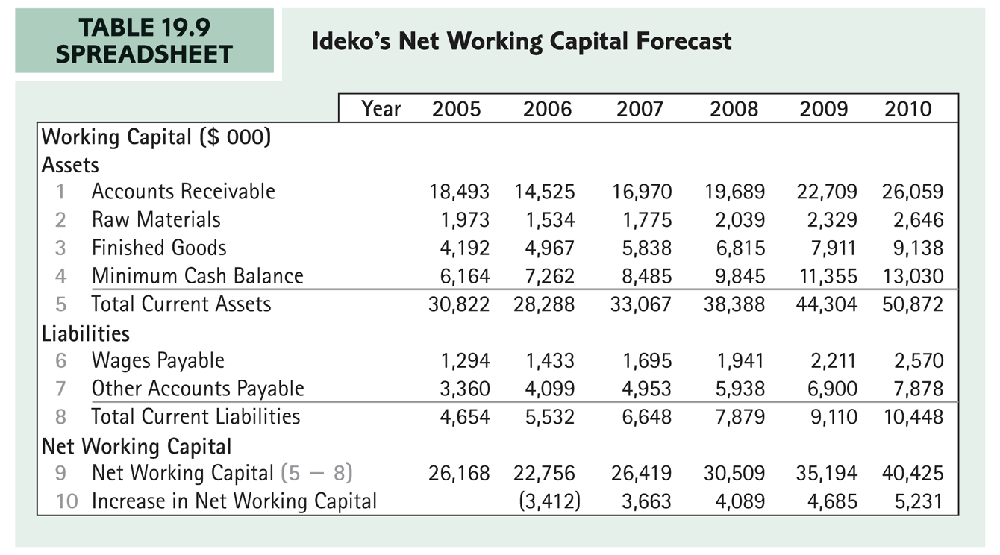 TABLE 19.9
SPREADSHEET
Ideko's Net Working Capital Forecast
Year 2005 2006 2007 2008 2009 2010
Working Capital ($ 000)
Assets
1 Accounts Receivable 18,493 14,525 16,970 19,689 22,709 26,059
2 Raw Materials 1,973 1,534 1,775 2,039 2,329 2,646
3 Finished Goods 4,192 4,967 5,838 6,815 7,911 9,138
4 Minimum Cash Balance 6,164 7,262 8,485 9,845 11,355 13,030
5 Total Current Assets 30,822 28,288 33,067 38,388 44,304 50,872
Liabilities
6 Wages Payable 1,294 1,433 1,695 1,941 2,211 2,570
7 Other Accounts Payable 3,360 4,099 4,953 5,938 6,900 7,878
8 Total Current Liabilities 4,654 5,532 6,648 7,879 9,110 10,448
Net Working Capital
9 Net Working Capital (5 − 8) 26,168 22,756 26,419 30,509 35,194 40,425
10 Increase in Net Working Capital (3,412) 3,663 4,089 4,685 5,231